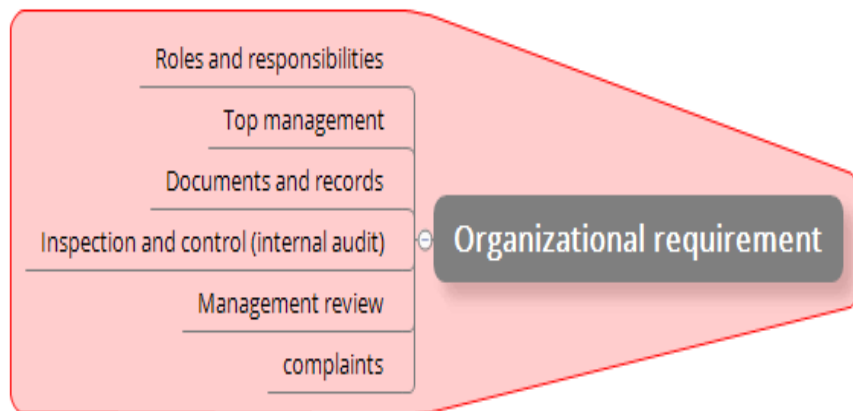 Roles and responsibilities
Top management
Documents and records
Inspection and control (internal audit)
Organizational requirement
Management review
complaints